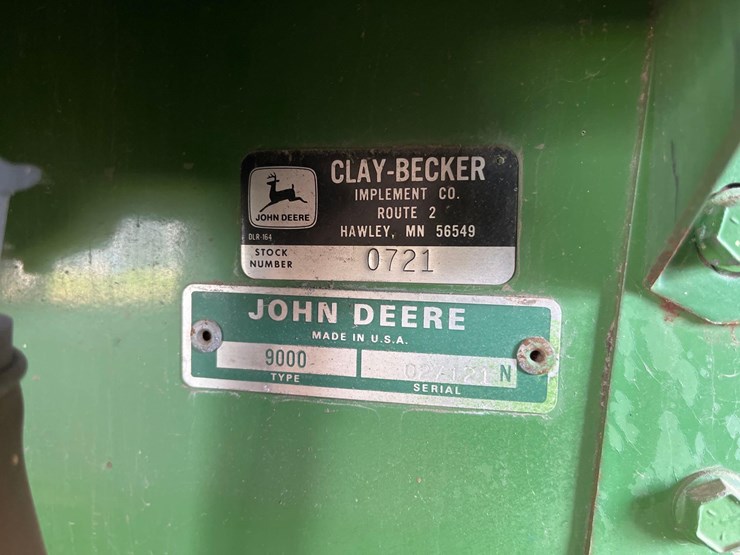 CLAY-BECKER
IMPLEMENT CO.
ROUTE 2
HAWLEY, MN 56549
JOHN DEERE
DLR-164
STOCK NUMBER
0721
JOHN DEERE
MADE IN U.S.A.
9000
N
TYPE
SERIAL